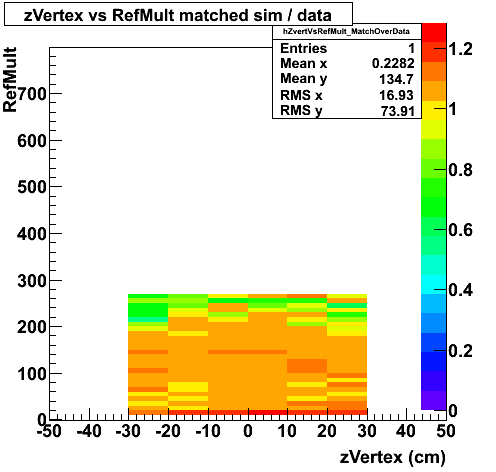 zVertex vs RefMult matched sim / data
hZvertVsRefMult_MatchOverData
Entries 1
Mean x 0.2282
Mean y 134.7
RMS x 16.93
RMS y 73.91
RefMult
700
600
500
400
300
200
100
0
-50 -40 -30 -20 -10 0 10 20 30 40 50
zVertex (cm)
1.2
1
0.8
0.6
0.4
0.2
0